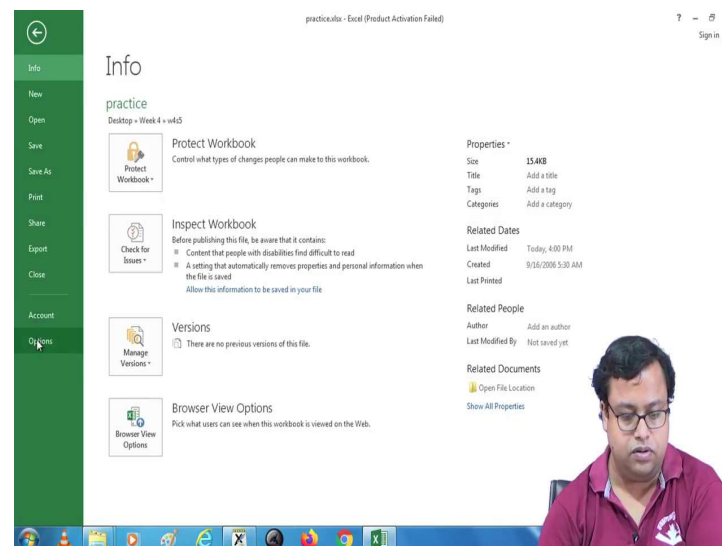 practice.xlsx - Excel (Product Activation Failed)
?
Sign in
Info
New
Open
Save
Save As
Print
Share
Export
Close
Account
Options
Info
practice
Desktop » Week 4 » w4s5
Protect Workbook
Protect Workbook
Control what types of changes people can make to this workbook.
Check for Issues
Inspect Workbook
Before publishing this file, be aware that it contains:
Content that people with disabilities find difficult to read
A setting that automatically removes properties and personal information when
the file is saved
Allow this information to be saved in your file
Manage Versions
Versions
There are no previous versions of this file.
Browser View Options
Browser View Options
Pick what users can see when this workbook is viewed on the Web.
Properties
Size 15.4KB
Title Add a title
Tags Add a tag
Categories Add a category
Related Dates
Last Modified Today, 4:00 PM
Created 9/16/2006 5:30 AM
Last Printed
Related People
Author Add an author
Last Modified By Not saved yet
Related Documents
Open File Location
Show All Properties